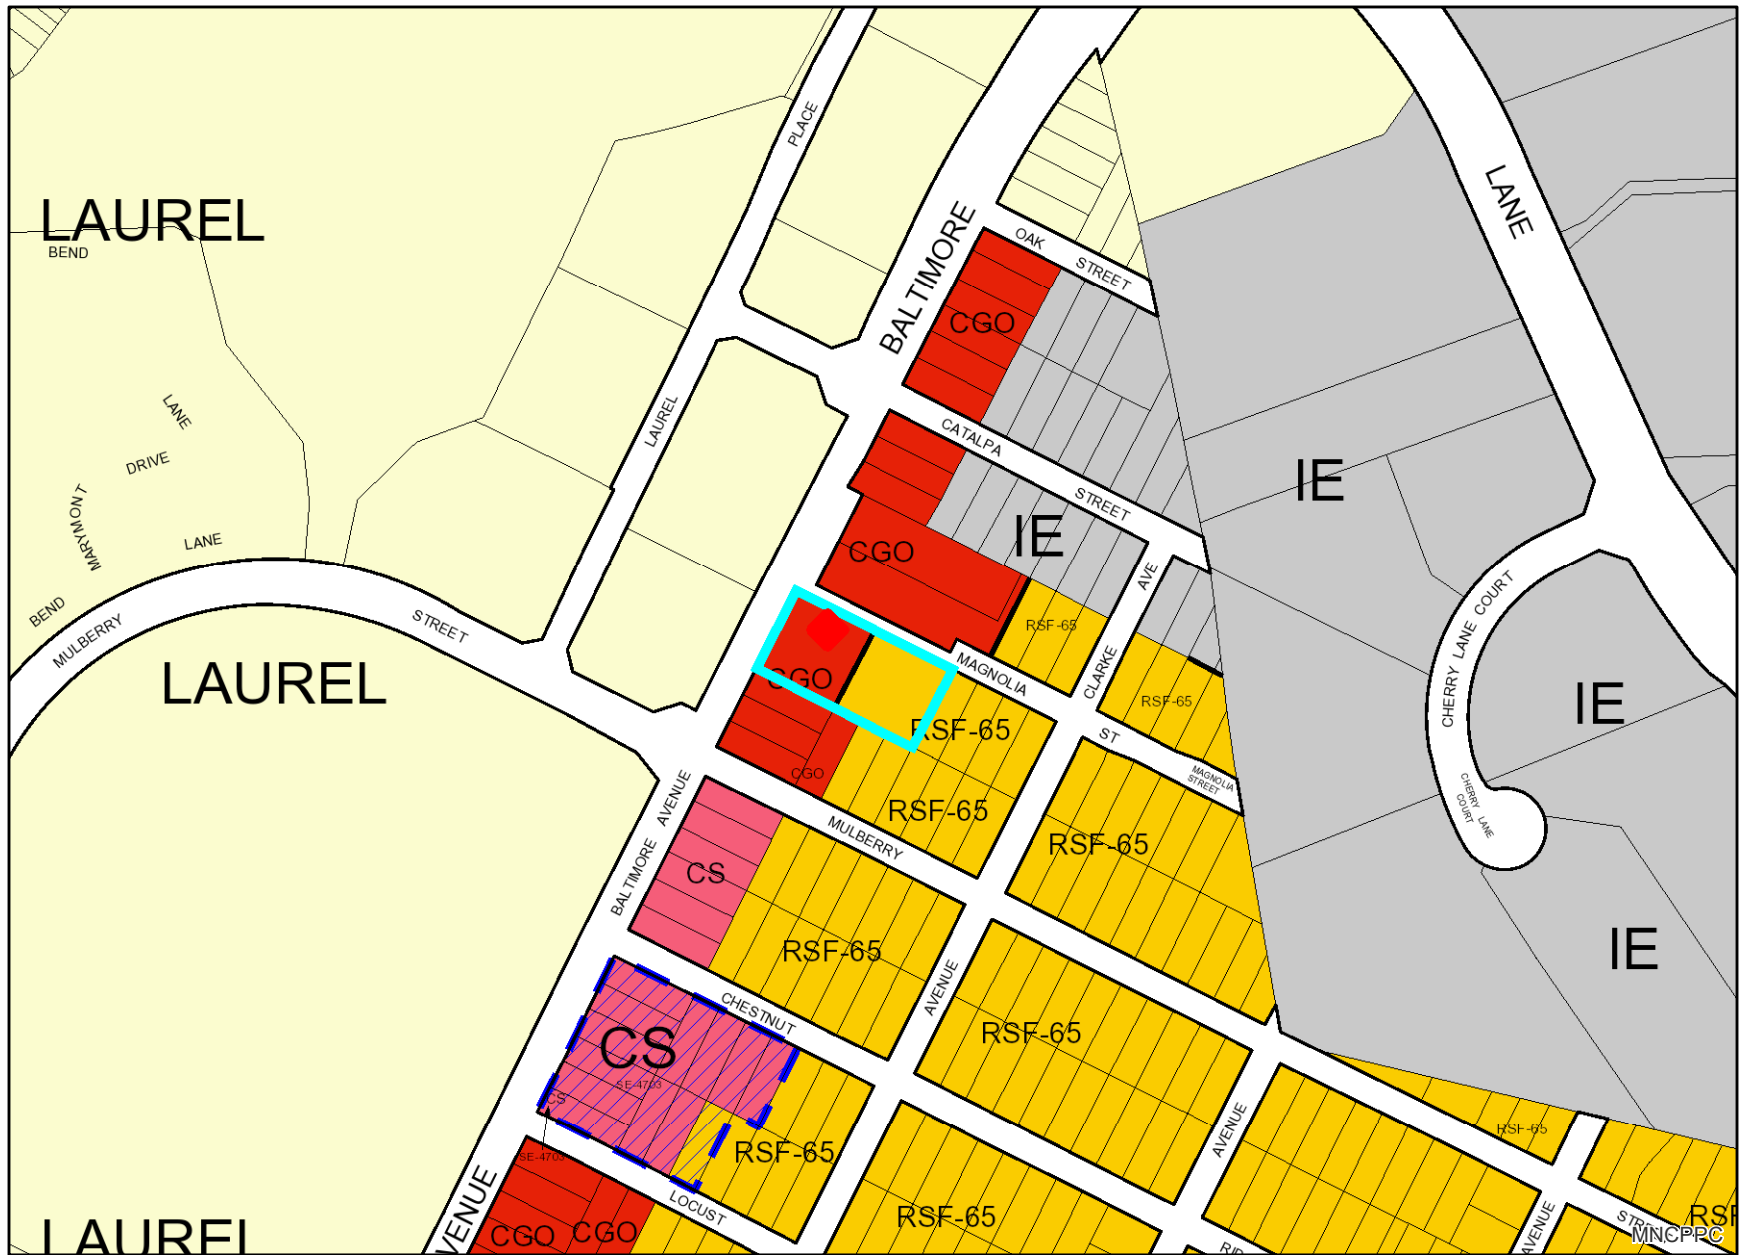 PLACE
LANE
LAUREL
BEND
BALTIMORE
OAK
STREET
CGO
LANE
LAUREL
CATALPA
STREET
DRIVE
IE
MARYMONT
LANE
IE
CGO
AVE
BEND
MULBERRY
STREET
RSF-65
CHERRY LANE COURT
LAUREL
CGO
MAGNOLIA
CLARKE
RSF-65
IE
RSF-65
ST
CGO
MAGNOLIA
STREET
AVENUE
RSF-65
MULBERRY
CHERRY LANE
COURT
RSF-65
BALTIMORE
CS
RSF-65
IE
AVENUE
CHESTNUT
RSF-65
CS
SE-4703
CS
SE-4703
RSF-65
AVENUE
RSF-65
AVENUE
LOCUST
RSF-65
AVENUE
CGO
CGO
LAUREL
MNCPPC